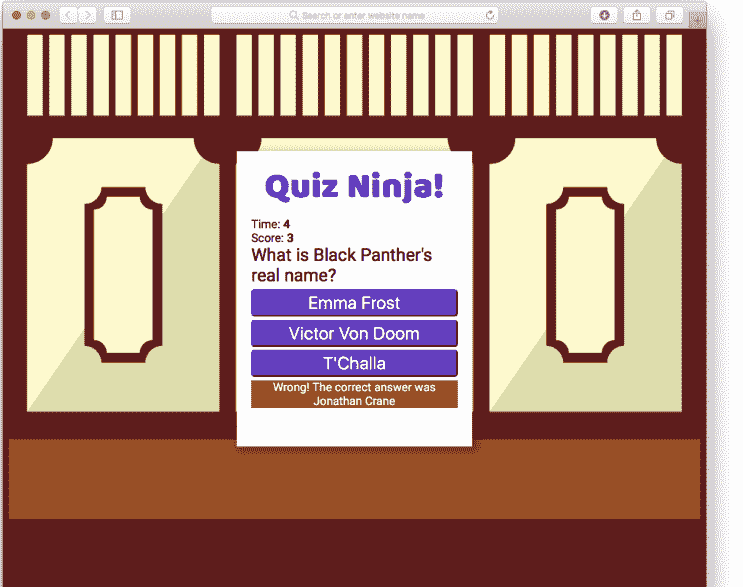 Search or enter website name
Quiz Ninja!
Time: 4
Score: 3
What is Black Panther's
real name?
Emma Frost
Victor Von Doom
T'Challa
Wrong! The correct answer was
Jonathan Crane